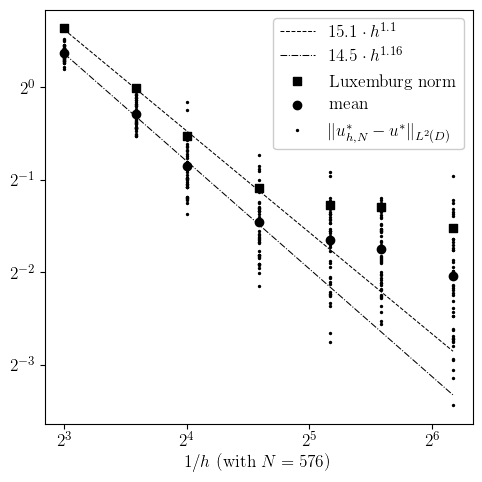 15.1 · h^{1.1}
14.5 · h^{1.16}
Luxemburg norm
mean
||u^*_{h,N} − u^*||_{L^2(D)}
2^0
2^{−1}
2^{−2}
2^{−3}
2^3 2^4 2^5 2^6
1/h (with N = 576)